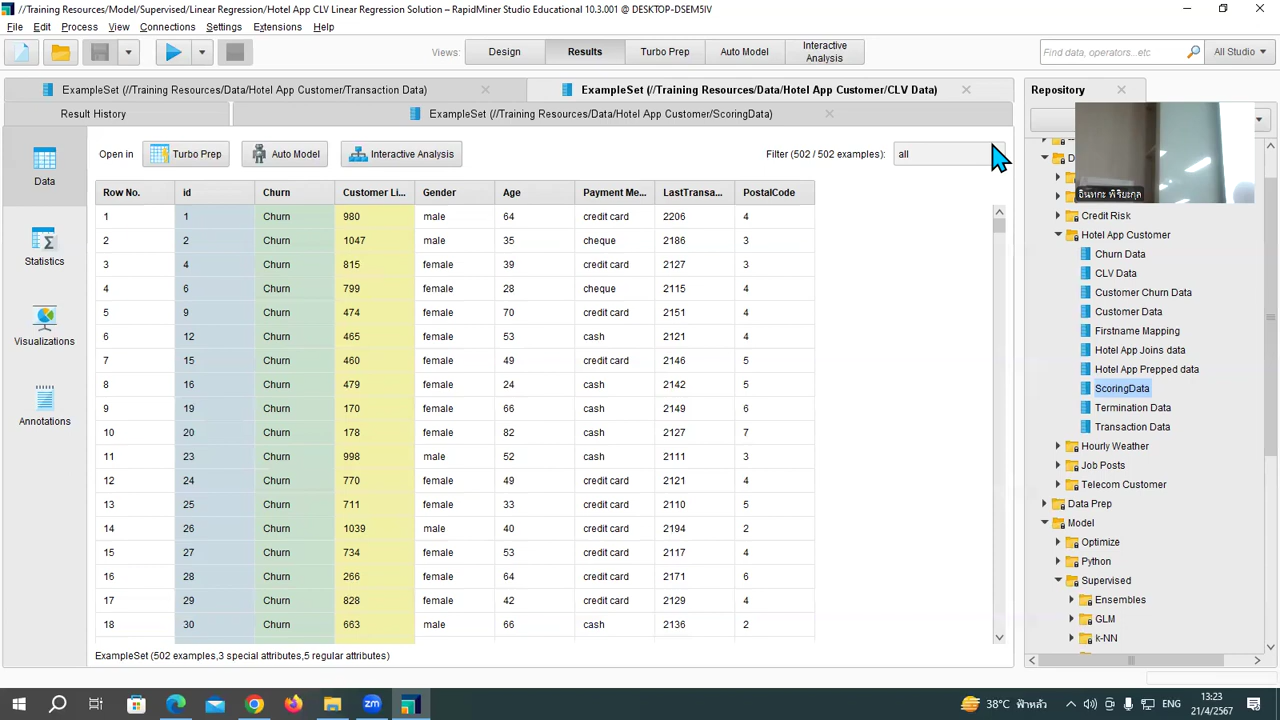 //Training Resources/Model/Supervised/Linear Regression/Hotel App CLV Linear Regression Solution – RapidMiner Studio Educational 10.3.001 @ DESKTOP-DSEM5IV
File Edit Process View Connections Settings Extensions Help
Views: Design Results Turbo Prep Auto Model Interactive Analysis Find data, operators...etc All Studio
ExampleSet (//Training Resources/Data/Hotel App Customer/Transaction Data) ExampleSet (//Training Resources/Data/Hotel App Customer/CLV Data) Repository
Result History ExampleSet (//Training Resources/Data/Hotel App Customer/ScoringData)
Open in Turbo Prep Auto Model Interactive Analysis Filter (502 / 502 examples): all
Data
Statistics
Visualizations
Annotations
Row No. id Churn Customer Li... Gender Age Payment Me... LastTransa... PostalCode
1 1 Churn 980 male 64 credit card 2206 4
2 2 Churn 1047 male 35 cheque 2186 3
3 4 Churn 815 female 39 credit card 2127 3
4 6 Churn 799 female 28 cheque 2115 4
5 9 Churn 474 female 70 credit card 2151 4
6 12 Churn 465 female 53 cash 2121 4
7 15 Churn 460 female 49 credit card 2146 5
8 16 Churn 479 female 24 cash 2142 5
9 19 Churn 170 female 66 cash 2149 6
10 20 Churn 178 female 82 cash 2127 7
11 23 Churn 998 male 52 cash 2111 3
12 24 Churn 770 female 49 credit card 2121 4
13 25 Churn 711 female 33 credit card 2110 5
14 26 Churn 1039 male 40 credit card 2194 2
15 27 Churn 734 female 53 credit card 2117 4
16 28 Churn 266 female 64 credit card 2171 6
17 29 Churn 828 female 42 credit card 2129 4
18 30 Churn 663 male 66 cash 2136 2
ExampleSet (502 examples,3 special attributes,5 regular attributes)
Credit Risk
Hotel App Customer
Churn Data
CLV Data
Customer Churn Data
Customer Data
Firstname Mapping
Hotel App Joins data
Hotel App Prepped data
ScoringData
Termination Data
Transaction Data
Hourly Weather
Job Posts
Telecom Customer
Data Prep
Model
Optimize
Python
Supervised
Ensembles
GLM
k-NN
zm 38°C ฟ้าหลัว ENG 13:23
21/4/2567